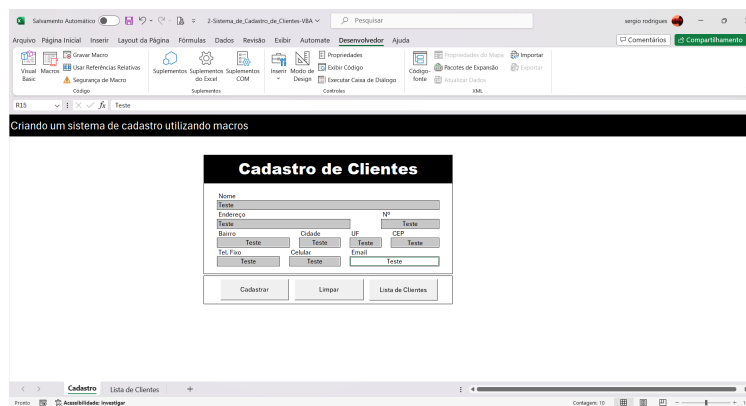 Salvamento Automático 2-Sistema_de_Cadastro_de_Clientes-VBA Pesquisar sergio rodrigues
Arquivo Página Inicial Inserir Layout da Página Fórmulas Dados Revisão Exibir Automate Desenvolvedor Ajuda Comentários Compartilhamento
Visual Basic
Macros
Gravar Macro
Usar Referências Relativas
Segurança de Macro
Código
Suplementos
Suplementos do Excel
Suplementos COM
Suplementos
Inserir
Modo de Design
Propriedades
Exibir Código
Executar Caixa de Diálogo
Controles
Código-fonte
Propriedades do Mapa
Pacotes de Expansão
Atualizar Dados
Importar
Exportar
XML
R15 fx Teste
Criando um sistema de cadastro utilizando macros
Cadastro de Clientes
Nome
Teste
Endereço Nº
Teste Teste
Bairro Cidade UF CEP
Teste Teste Teste Teste
Tel. Fixo Celular Email
Teste Teste Teste
Cadastrar Limpar Lista de Clientes
Cadastro Lista de Clientes +
Pronto Acessibilidade: investigar Contagem: 10